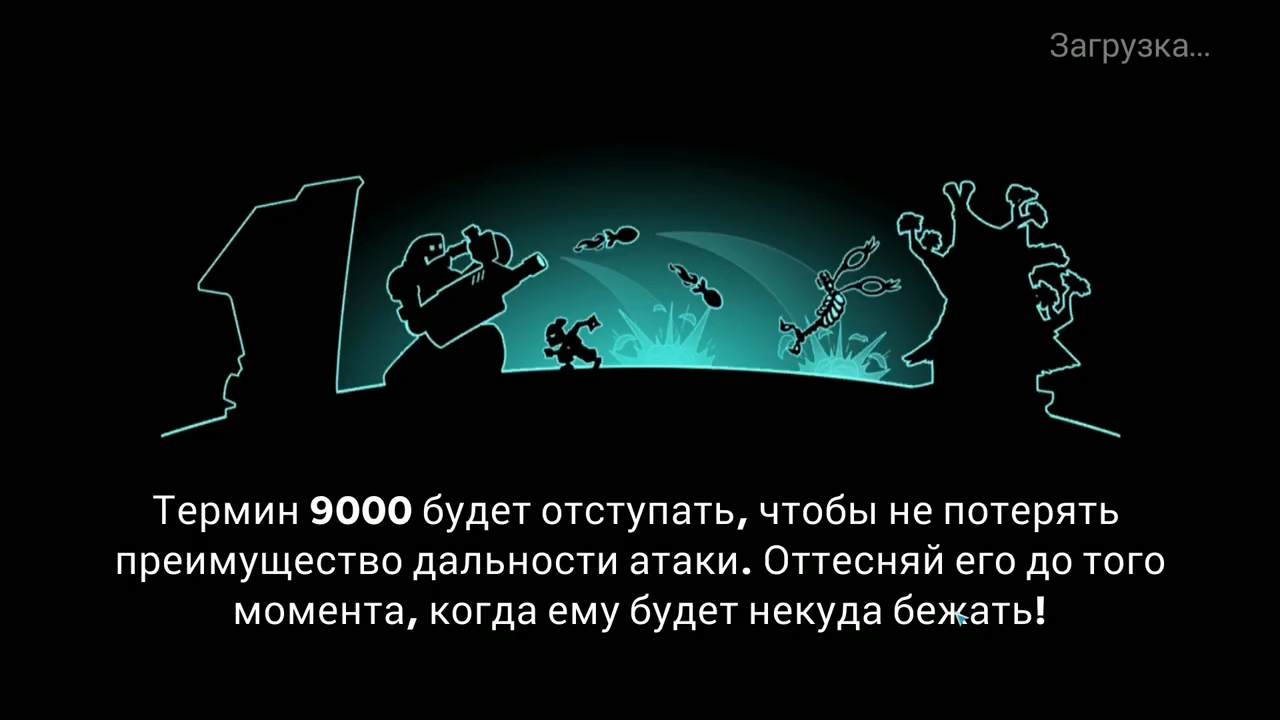 Загрузка...
Термин 9000 будет отступать, чтобы не потерять
преимущество дальности атаки. Оттесняй его до того
момента, когда ему будет некуда бежать!